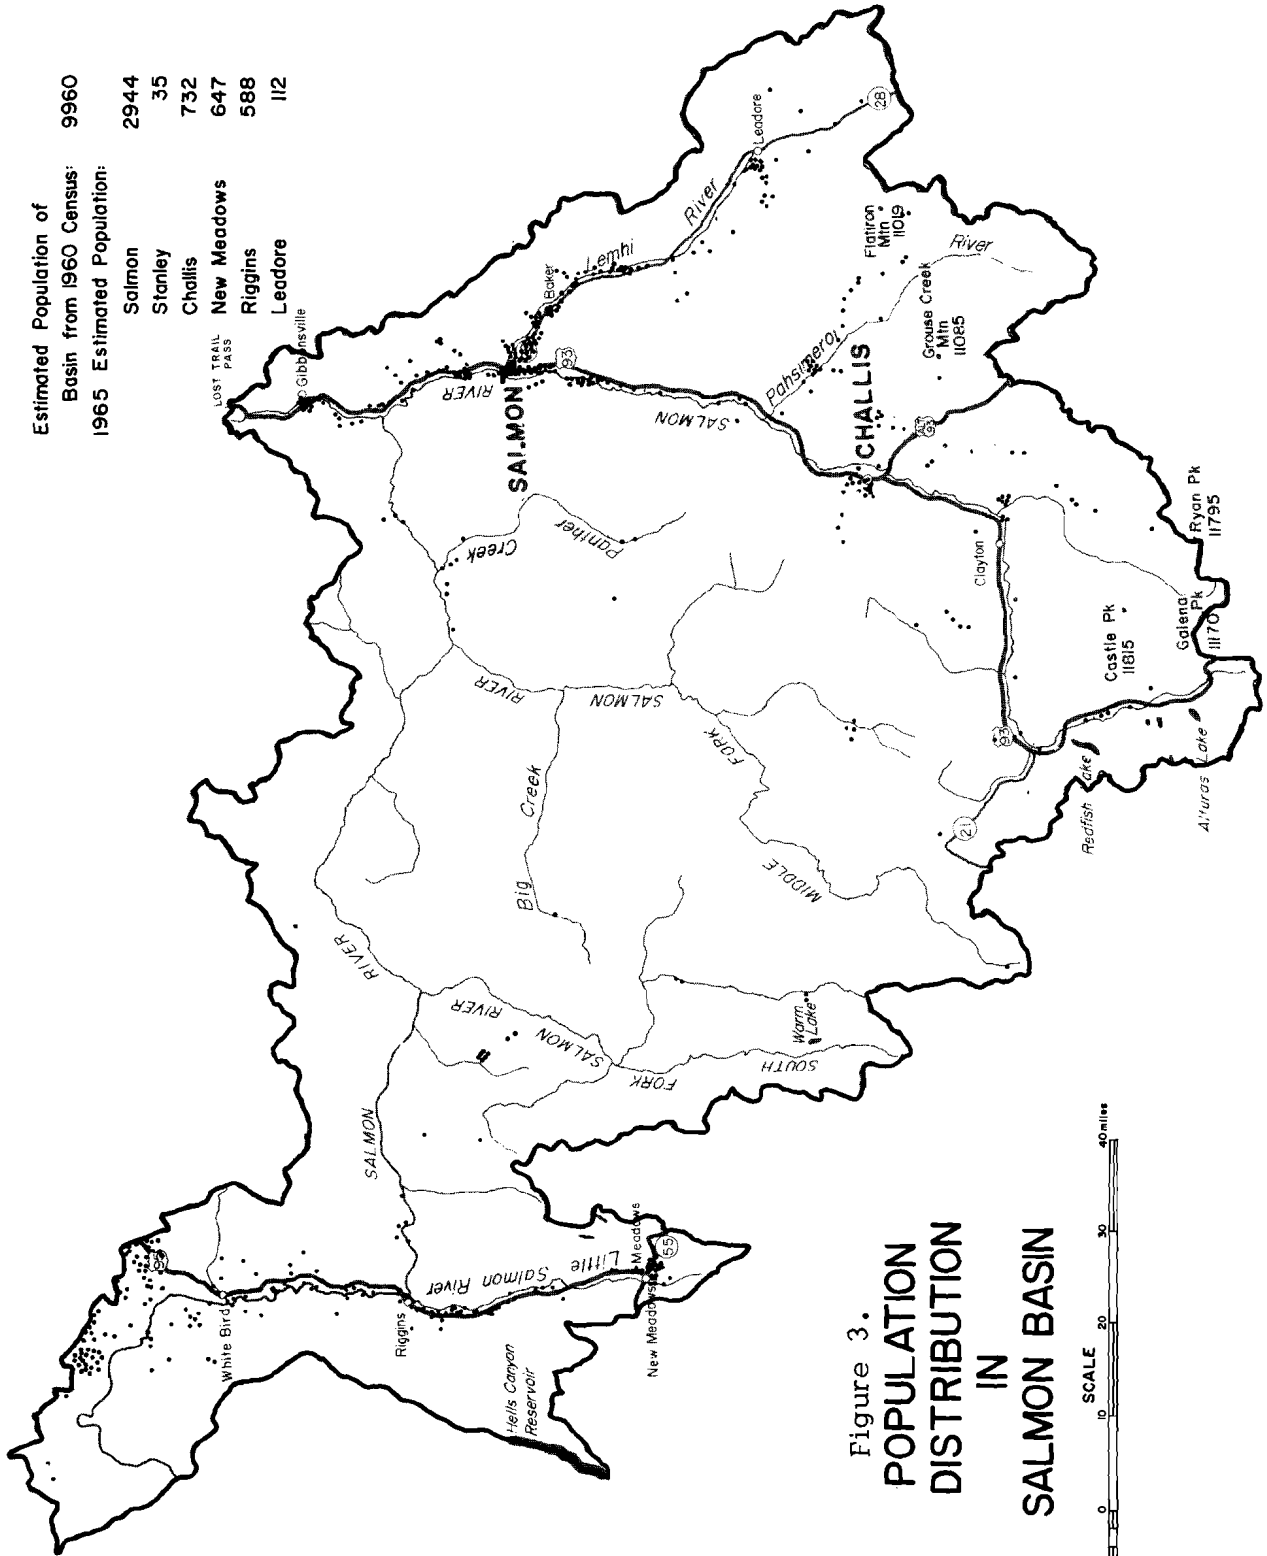 Estimated Population of
Basin from 1960 Census: 9960
1965 Estimated Population:
Salmon 2944
Stanley 35
Challis 732
New Meadows 647
Riggins 588
Leadore 112
LOST TRAIL
PASS
Gibbonsville
RIVER
SALMON
Baker
Lemhi
River
Leadore
28
93
SALMON
Pahsimeroi
River
Flatiron
Mtn
11019
Grouse Creek
Mtn
11085
CHALLIS
ALT
93
Panther
Creek
Clayton
Ryan Pk
11795
Castle Pk
11815
Galena
Pk
11170
RIVER
SALMON
FORK
MIDDLE
93
21
Redfish Lake
Alturas Lake
Big Creek
RIVER
SALMON
RIVER
SALMON
FORK
SOUTH
Warm
Lake
95
White Bird
Riggins
Little
Salmon River
Meadows
New Meadows
55
Hells Canyon
Reservoir
Figure 3.
POPULATION
DISTRIBUTION
IN
SALMON BASIN
SCALE
0 10 20 30 40 miles